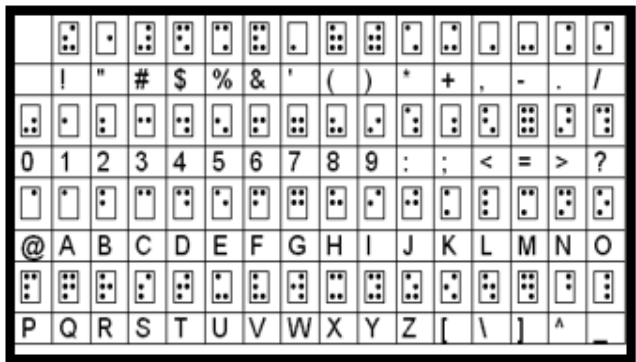 ⠮ ⠐ ⠼ ⠫ ⠩ ⠯ ⠄ ⠷ ⠾ ⠡ ⠬ ⠠ ⠤ ⠨ ⠌
! " # $ % & ' ( ) * + , - . /
⠴ ⠂ ⠆ ⠒ ⠲ ⠢ ⠖ ⠶ ⠦ ⠔ ⠱ ⠰ ⠣ ⠿ ⠜ ⠹
0 1 2 3 4 5 6 7 8 9 : ; < = > ?
⠈ ⠁ ⠃ ⠉ ⠙ ⠑ ⠋ ⠛ ⠓ ⠊ ⠚ ⠅ ⠇ ⠍ ⠝ ⠕
@ A B C D E F G H I J K L M N O
⠏ ⠟ ⠗ ⠎ ⠞ ⠥ ⠧ ⠺ ⠭ ⠽ ⠵ ⠪ ⠳ ⠻ ⠘ ⠸
P Q R S T U V W X Y Z [ \ ] ^ _